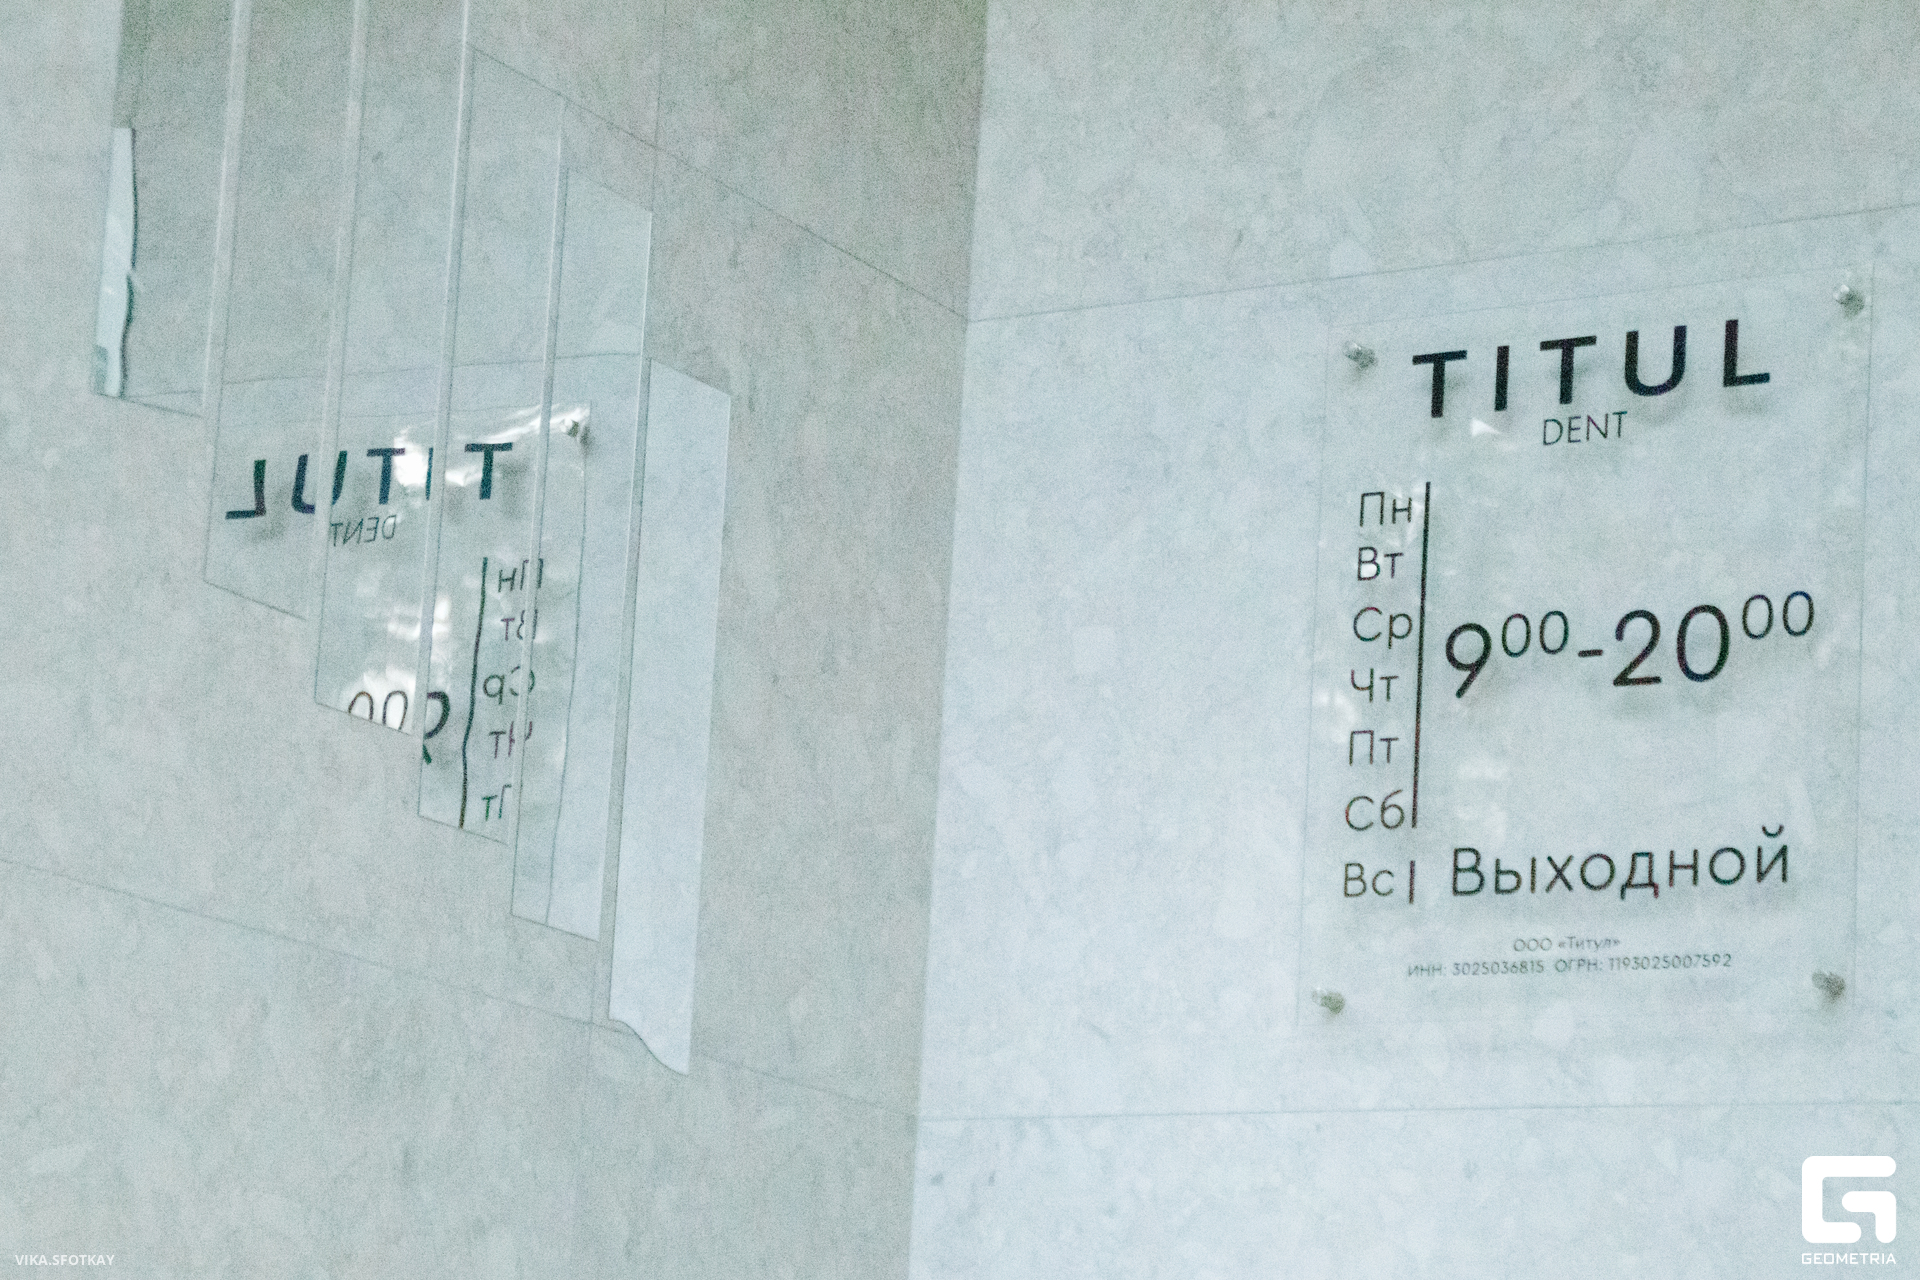 TITUL
DENT
Пн
Вт
Ср
Чт
Пт
Сб
9⁰⁰-20⁰⁰
Вс | Выходной
ООО «Титул»
ИНН: 3025036815 ОГРН: 1193025007592
VIKA.SFOTKAY
GEOMETRIA